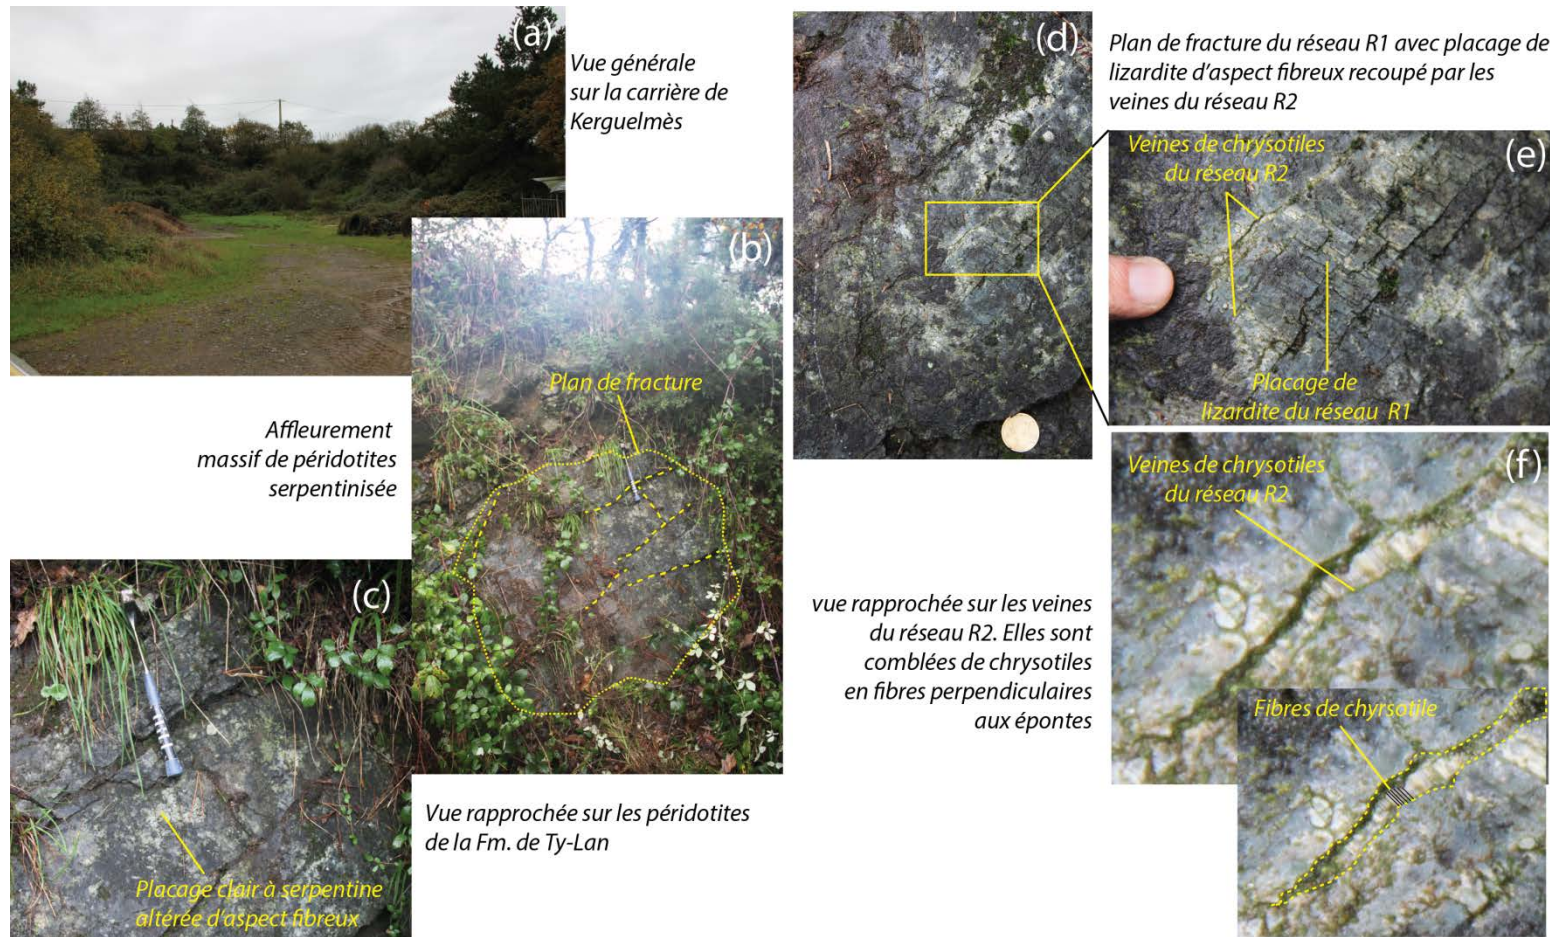 (a)
Vue générale
sur la carrière de
Kerguelmès
(b)
Plan de fracture
Affleurement
massif de péridotites
serpentinisée
(c)
Placage clair à serpentine
altérée d'aspect fibreux
Vue rapprochée sur les péridotites
de la Fm. de Ty-Lan
(d)
Plan de fracture du réseau R1 avec placage de
lizardite d'aspect fibreux recoupé par les
veines du réseau R2
(e)
Veines de chrysotiles
du réseau R2
Placage de
lizardite du réseau R1
(f)
Veines de chrysotiles
du réseau R2
vue rapprochée sur les veines
du réseau R2. Elles sont
comblées de chrysotiles
en fibres perpendiculaires
aux épontes
Fibres de chyrsotile